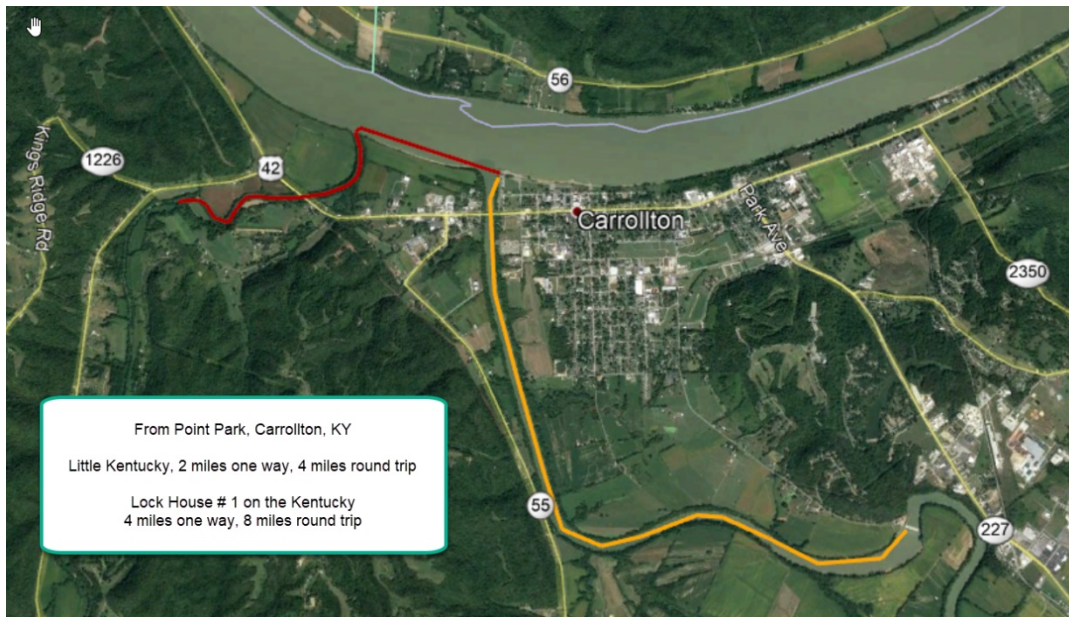 56
Kings Ridge Rd
1226
42
Park Ave
Carrollton
2350
From Point Park, Carrollton, KY
Little Kentucky, 2 miles one way, 4 miles round trip
Lock House # 1 on the Kentucky
4 miles one way, 8 miles round trip
55
227